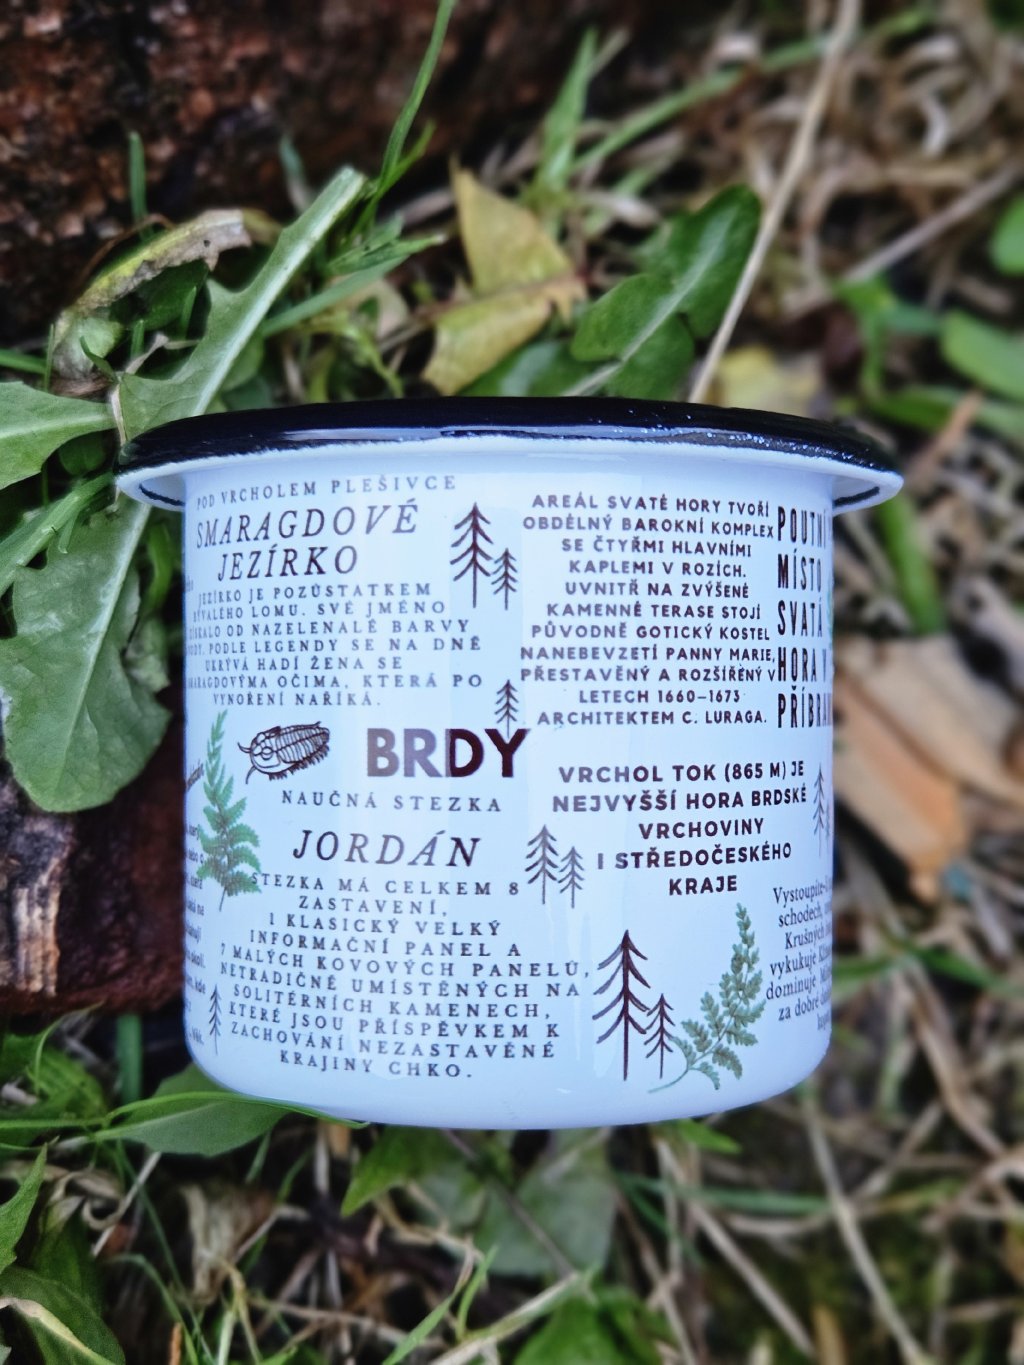 POD VRCHOLEM PLEŠIVCE
SMARAGDOVÉ
JEZÍRKO
JEZÍRKO JE POZŮSTATKEM
BÝVALÉHO LOMU. SVÉ JMÉNO
ZÍSKALO OD NAZELENALÉ BARVY
VODY. PODLE LEGENDY SE NA DNĚ
UKRÝVÁ HADÍ ŽENA SE
SMARAGDOVÝMA OČIMA, KTERÁ PO
VYNOŘENÍ NAŘÍKÁ.
BRDY
NAUČNÁ STEZKA
JORDÁN
STEZKA MÁ CELKEM 8
ZASTAVENÍ,
1 KLASICKÝ VELKÝ
INFORMAČNÍ PANEL A
7 MALÝCH KOVOVÝCH PANELŮ,
NETRADIČNĚ UMÍSTĚNÝCH NA
SOLITÉRNÍCH KAMENECH,
KTERÉ JSOU PŘÍSPĚVKEM K
ZACHOVÁNÍ NEZASTAVĚNÉ
KRAJINY CHKO.
AREÁL SVATÉ HORY TVOŘÍ
OBDÉLNÝ BAROKNÍ KOMPLEX
SE ČTYŘMI HLAVNÍMI
KAPLEMI V ROZÍCH.
UVNITŘ NA ZVÝŠENÉ
KAMENNÉ TERASE STOJÍ
PŮVODNĚ GOTICKÝ KOSTEL
NANEBEVZETÍ PANNY MARIE,
PŘESTAVĚNÝ A ROZŠÍŘENÝ V
LETECH 1660–1673
ARCHITEKTEM C. LURAGA.
POUTNÍ
MÍSTO
SVATÁ
HORA V
PŘÍBRAM
VRCHOL TOK (865 M) JE
NEJVYŠŠÍ HORA BRDSKÉ
VRCHOVINY
I STŘEDOČESKÉHO
KRAJE
schodech,
Krušných
vykukuje
dominuje
za dobré